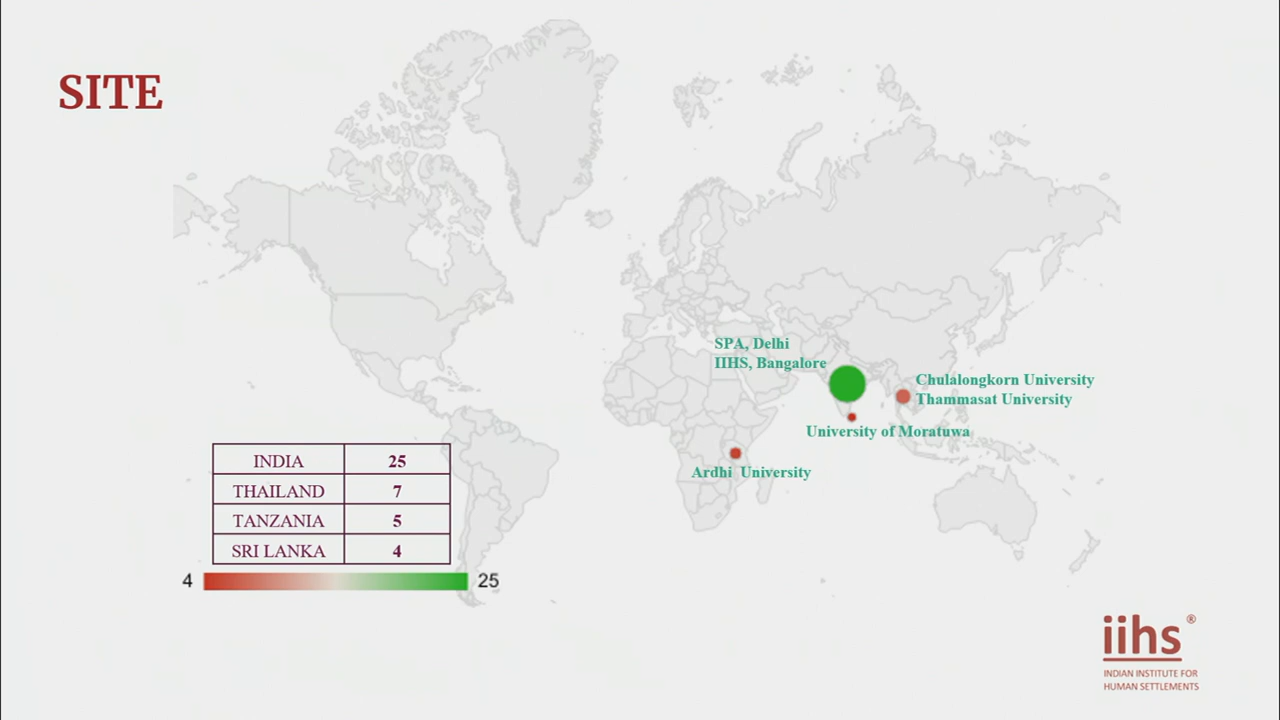 SITE
SPA, Delhi
IIHS, Bangalore
Chulalongkorn University
Thammasat University
University of Moratuwa
Ardhi University
INDIA 25
THAILAND 7
TANZANIA 5
SRI LANKA 4
4 25
iihs®
INDIAN INSTITUTE FOR
HUMAN SETTLEMENTS